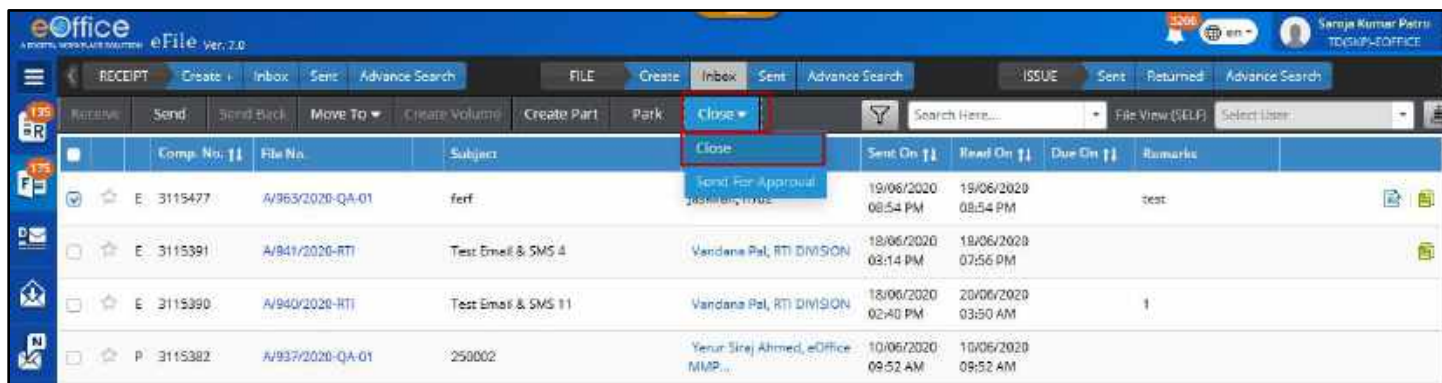 eOffice
A DIGITAL WORKPLACE SOLUTION eFile Ver. 7.0
3206 en Saroja Kumar Patro
TD(SKP)-EOFFICE
RECEIPT Create Inbox Sent Advance Search FILE Create Inbox Sent Advance Search ISSUE Sent Returned Advance Search
135
R
Receive Send Send Back Move To Create Volume Create Part Park Close Search Here.... File View (SELF) Select User
Comp. No. File No. Subject Sent On Read On Due On Remarks
Close
Send For Approval
135
F
E 3115477 A/963/2020-QA-01 ferf 19/06/2020 08:54 PM 19/06/2020 08:54 PM test
D
E 3115391 A/941/2020-RTI Test Email & SMS 4 Vandana Pal, RTI DIVISION 18/06/2020 03:14 PM 18/06/2020 07:56 PM
E 3115390 A/940/2020-RTI Test Email & SMS 11 Vandana Pal, RTI DIVISION 18/06/2020 02:40 PM 20/06/2020 03:50 AM 1
N
P 3115382 A/937/2020-QA-01 250002 Yerur Siraj Ahmed, eOffice MMP... 10/06/2020 09:52 AM 10/06/2020 09:52 AM